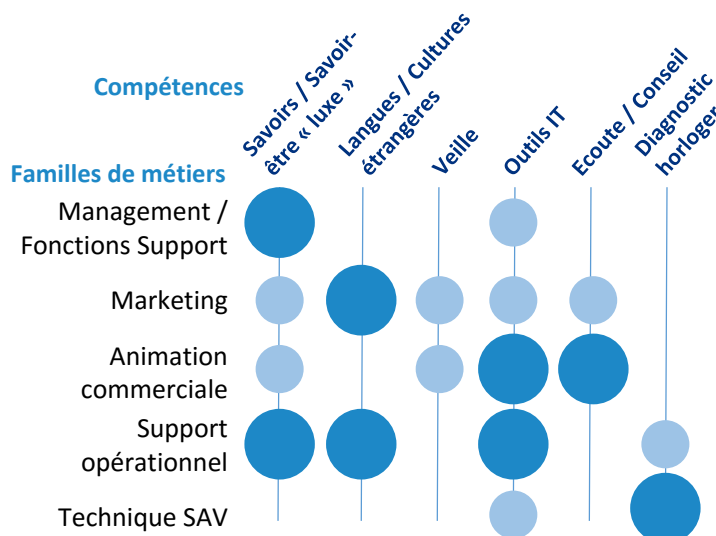 Compétences
Savoirs / Savoir-
être « luxe »
Langues / Cultures
étrangères
Veille
Outils IT
Ecoute / Conseil
Diagnostic
horloger
Familles de métiers
Management /
Fonctions Support
Marketing
Animation
commerciale
Support
opérationnel
Technique SAV